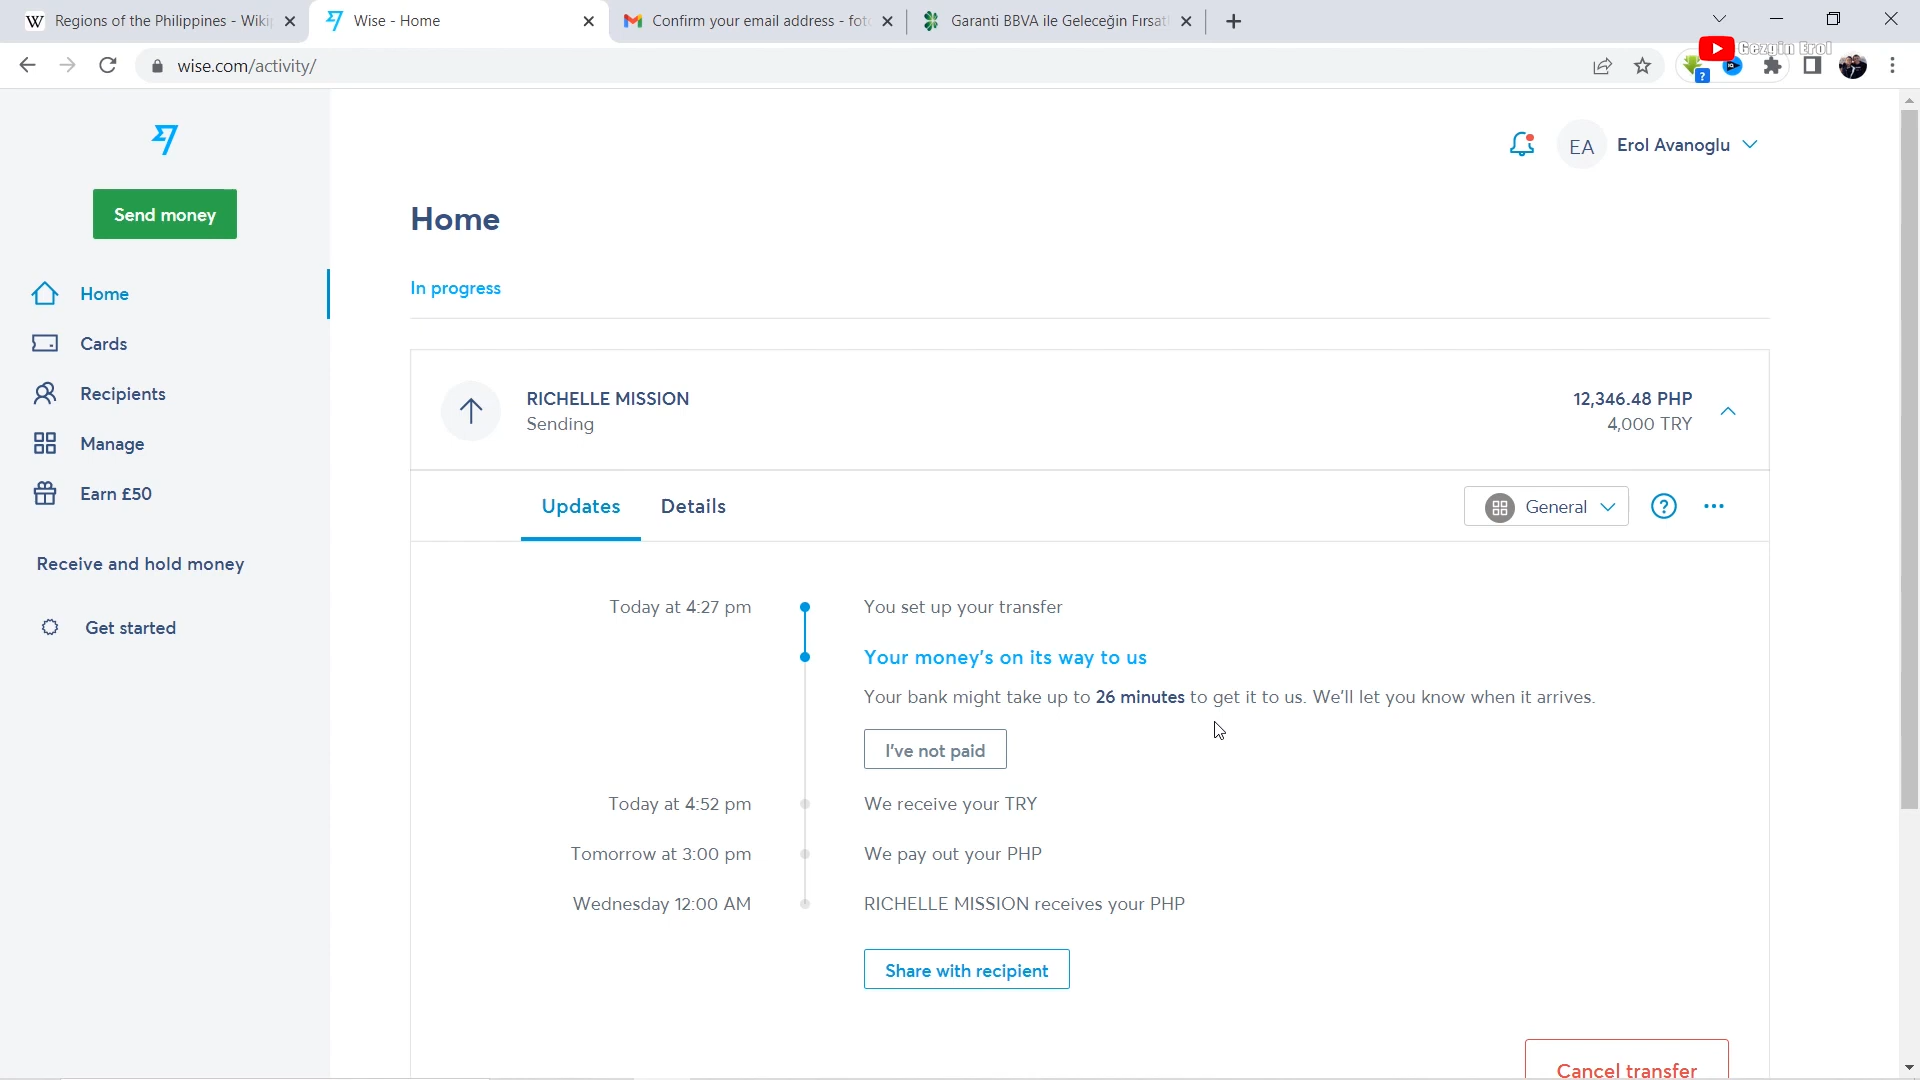 Regions of the Philippines - Wiki
Wise - Home
Confirm your email address - fot
Garanti BBVA ile Geleceğin Fırsat
wise.com/activity/
Gezgin Erol
Send money
EA
Erol Avanoglu
Home
In progress
Home
Cards
Recipients
Manage
Earn £50
Receive and hold money
Get started
RICHELLE MISSION
Sending
12,346.48 PHP
4,000 TRY
Updates
Details
General
Today at 4:27 pm
You set up your transfer
Your money's on its way to us
Your bank might take up to 26 minutes to get it to us. We'll let you know when it arrives.
I've not paid
Today at 4:52 pm
We receive your TRY
Tomorrow at 3:00 pm
We pay out your PHP
Wednesday 12:00 AM
RICHELLE MISSION receives your PHP
Share with recipient
Cancel transfer